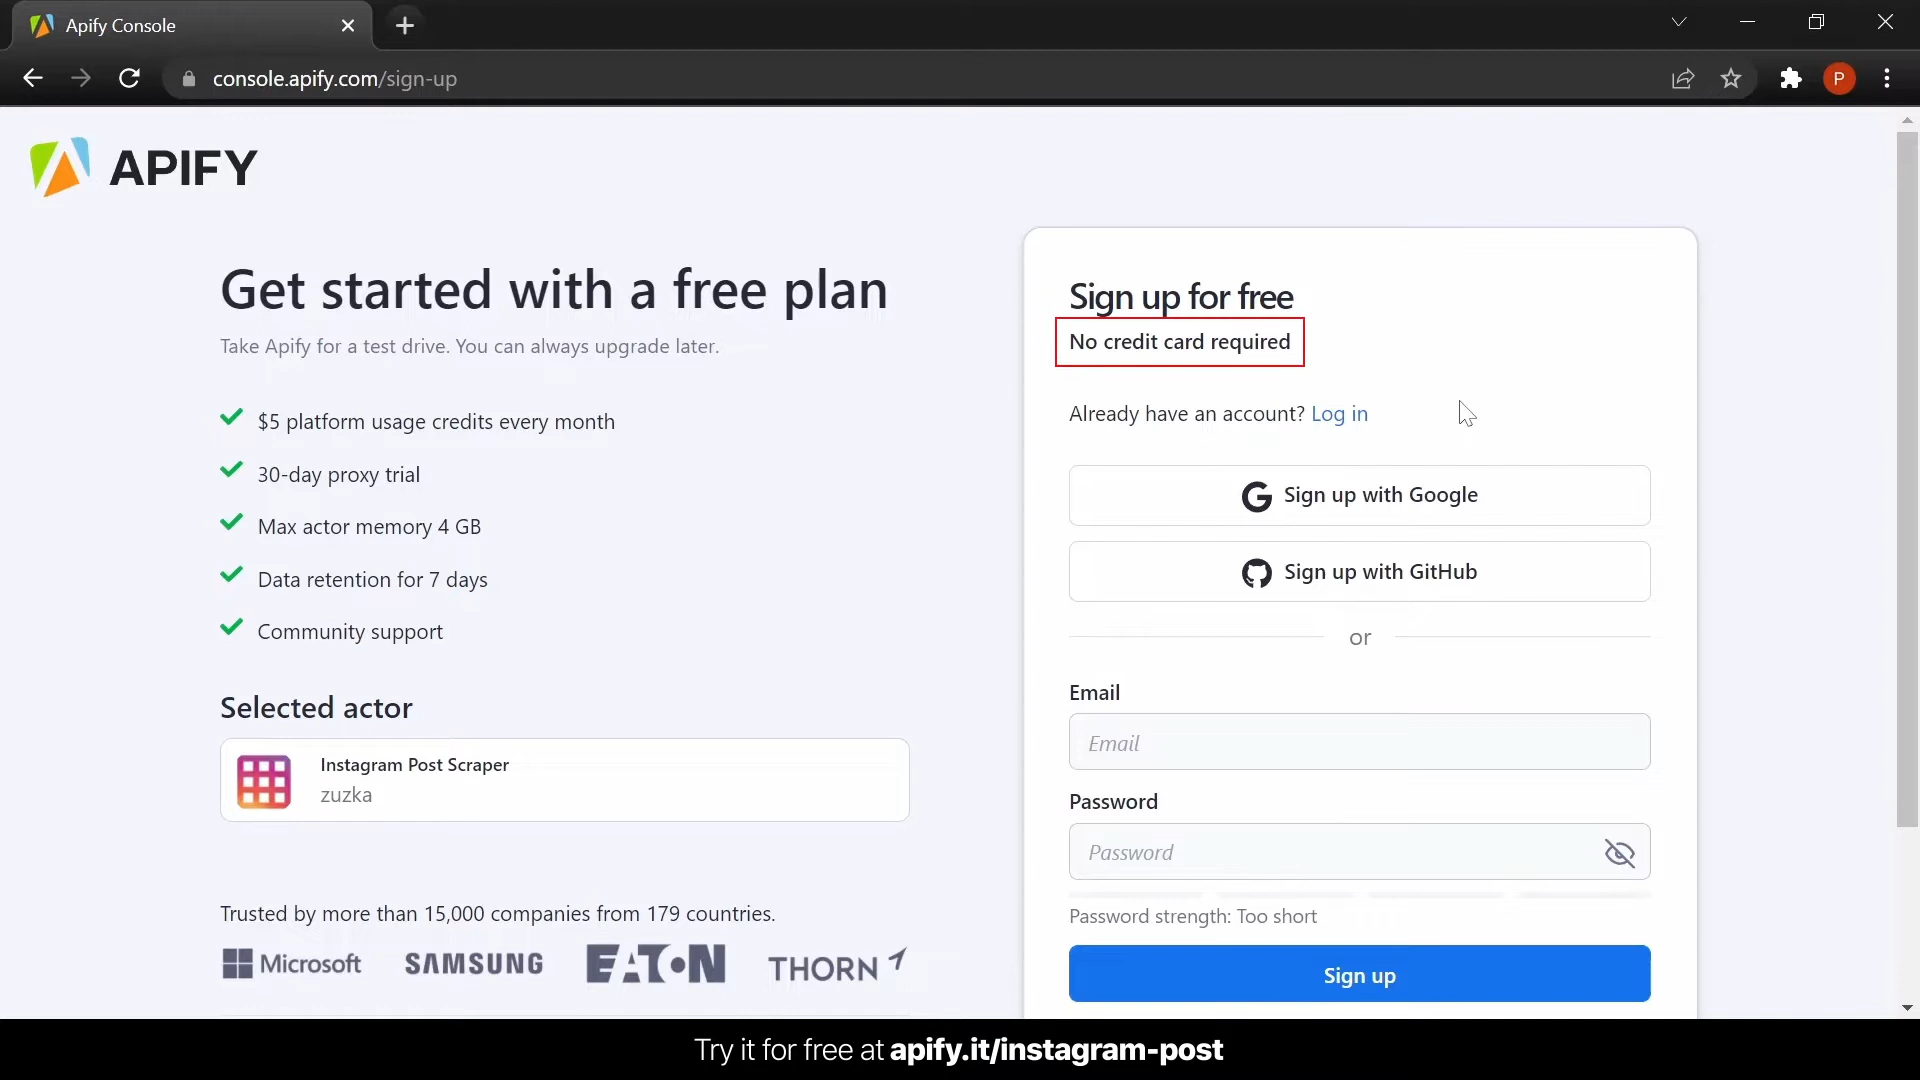 Apify Console
console.apify.com/sign-up
P
APIFY
Get started with a free plan
Take Apify for a test drive. You can always upgrade later.
$5 platform usage credits every month
30-day proxy trial
Max actor memory 4 GB
Data retention for 7 days
Community support
Selected actor
Instagram Post Scraper
zuzka
Trusted by more than 15,000 companies from 179 countries.
Microsoft SAMSUNG EATON THORN
Sign up for free
No credit card required
Already have an account? Log in
Sign up with Google
Sign up with GitHub
or
Email
Email
Password
Password
Password strength: Too short
Sign up
Try it for free at apify.it/instagram-post